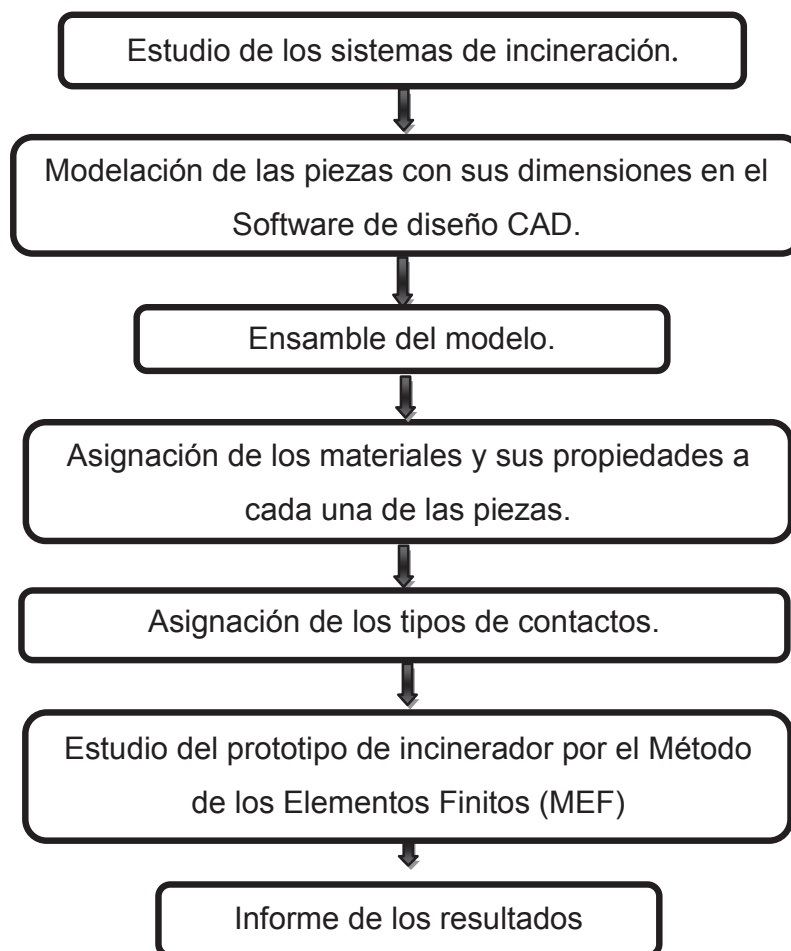 Estudio de los sistemas de incineración.
Modelación de las piezas con sus dimensiones en el
Software de diseño CAD.
Ensamble del modelo.
Asignación de los materiales y sus propiedades a
cada una de las piezas.
Asignación de los tipos de contactos.
Estudio del prototipo de incinerador por el Método
de los Elementos Finitos (MEF)
Informe de los resultados